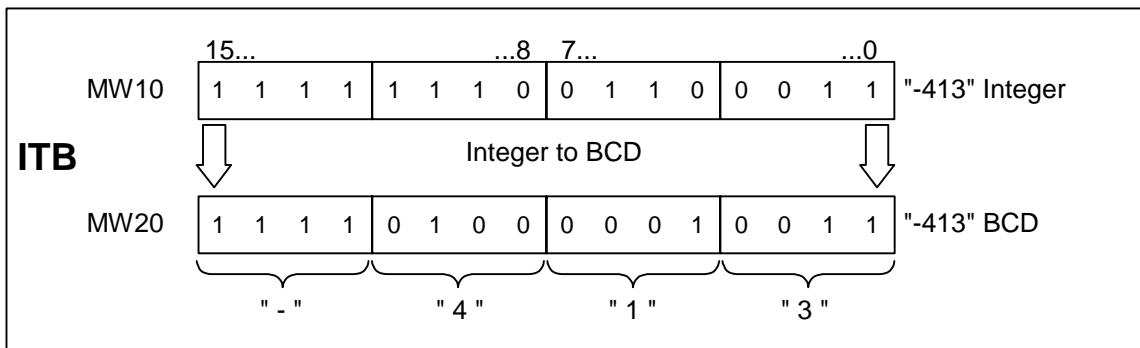 15... ...8 7... ...0
MW10 1 1 1 1 1 1 1 0 0 1 1 0 0 0 1 1 "-413" Integer
ITB Integer to BCD
MW20 1 1 1 1 0 1 0 0 0 0 0 1 0 0 1 1 "-413" BCD
" - " " 4 " " 1 " " 3 "